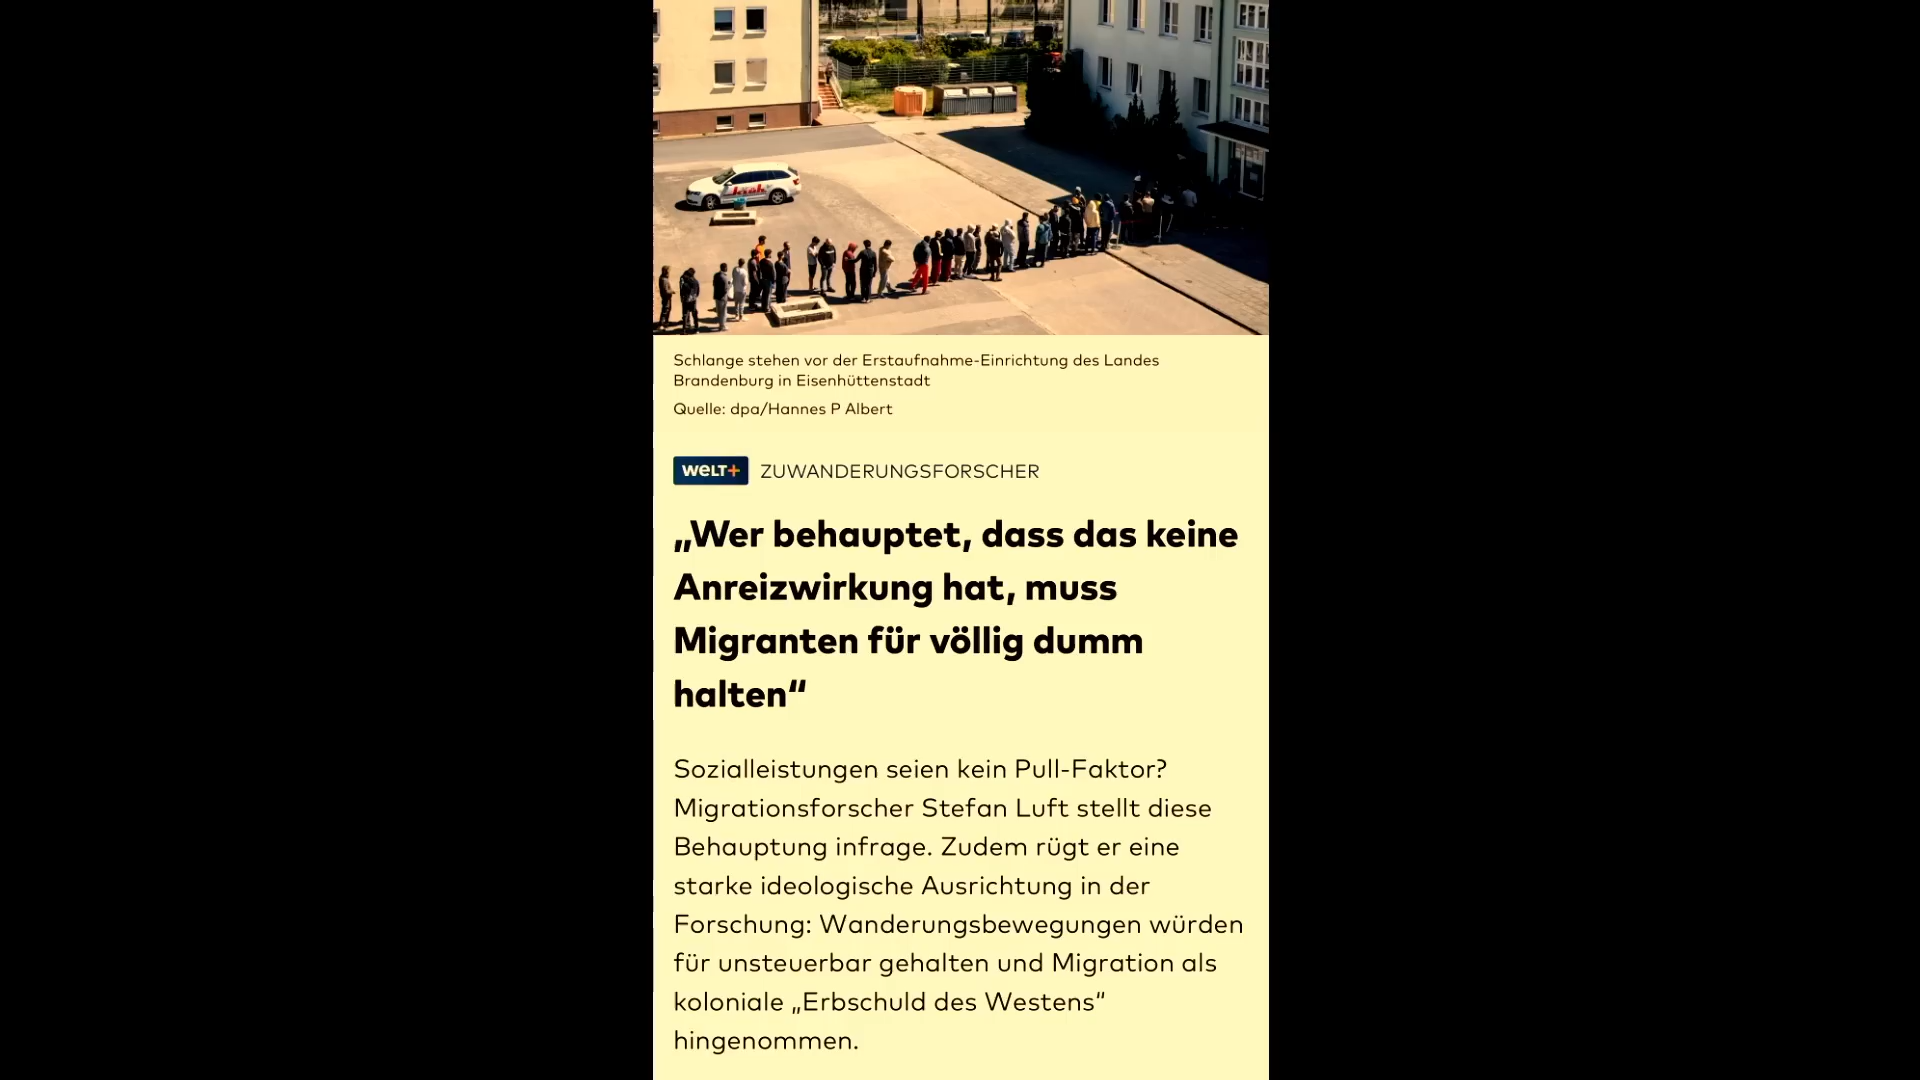 Schlange stehen vor der Erstaufnahme-Einrichtung des Landes
Brandenburg in Eisenhüttenstadt
Quelle: dpa/Hannes P Albert
WELT+ ZUWANDERUNGSFORSCHER
„Wer behauptet, dass das keine
Anreizwirkung hat, muss
Migranten für völlig dumm
halten“
Sozialleistungen seien kein Pull-Faktor?
Migrationsforscher Stefan Luft stellt diese
Behauptung infrage. Zudem rügt er eine
starke ideologische Ausrichtung in der
Forschung: Wanderungsbewegungen würden
für unsteuerbar gehalten und Migration als
koloniale „Erbschuld des Westens“
hingenommen.